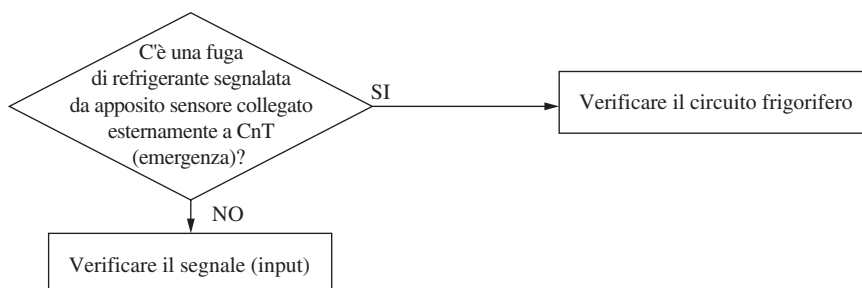 C'è una fuga
di refrigerante segnalata
da apposito sensore collegato
esternamente a CnT
(emergenza)?
SI
Verificare il circuito frigorifero
NO
Verificare il segnale (input)